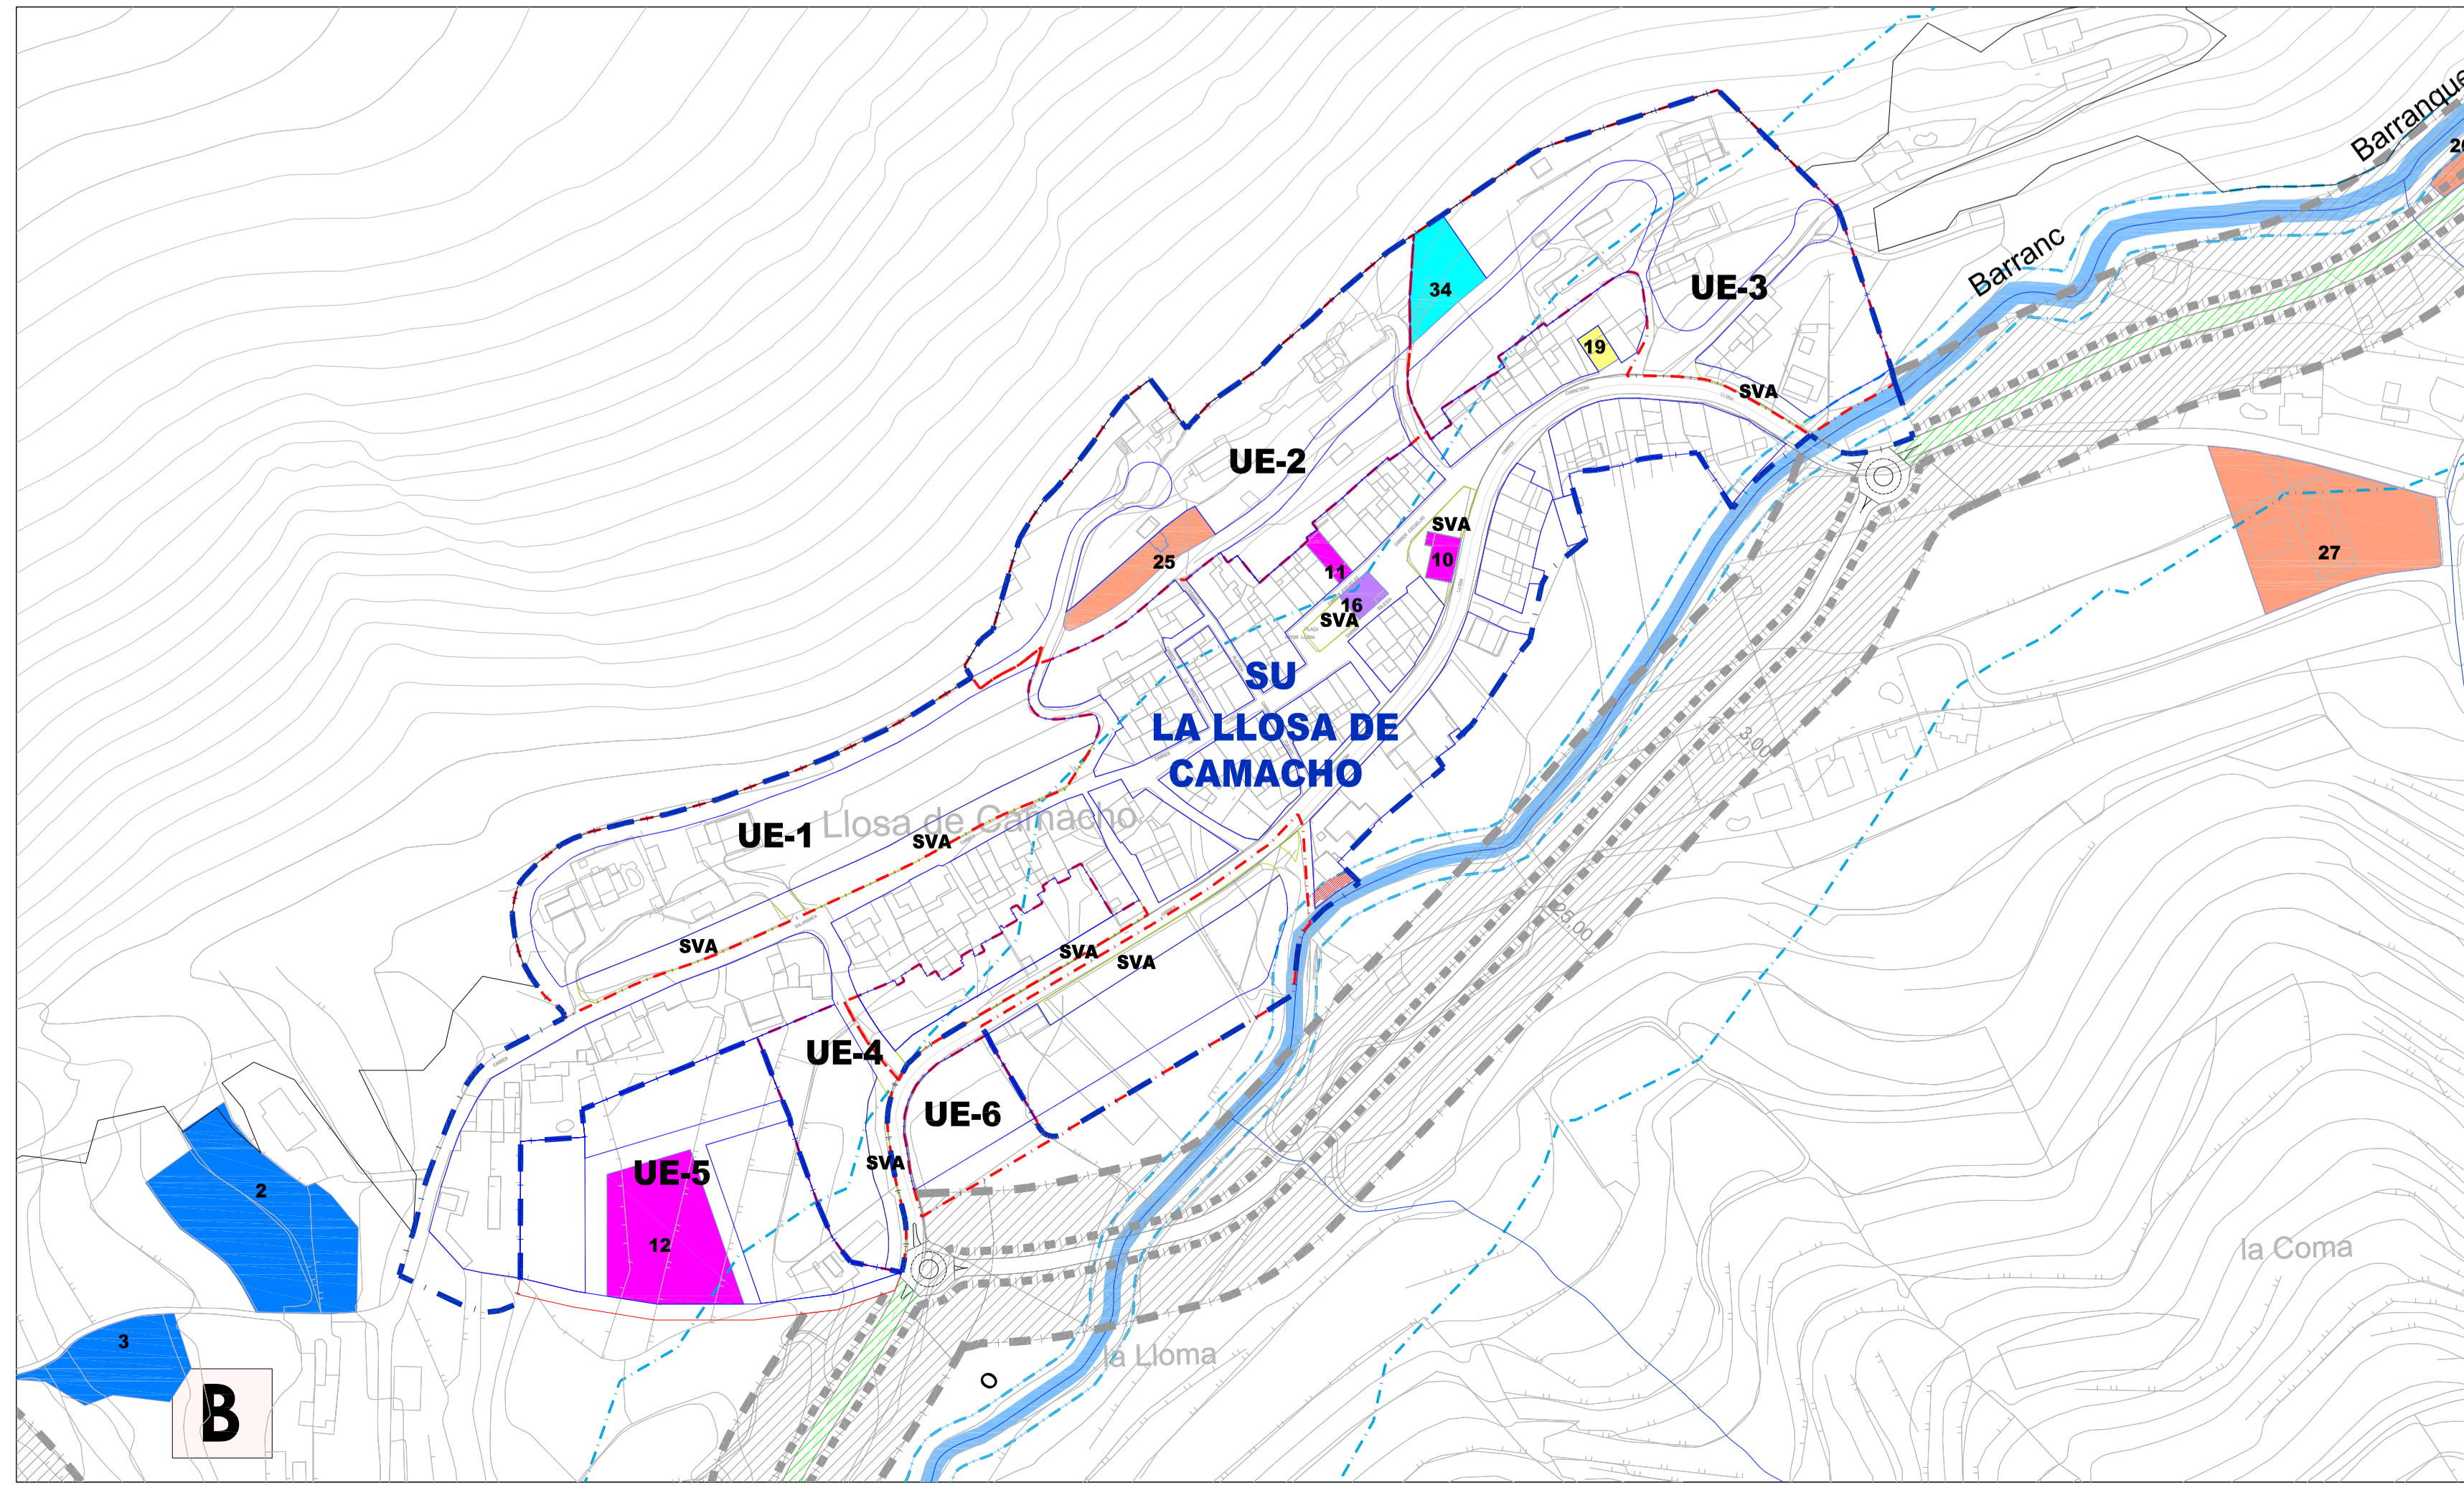 Barranque
26
Barranc
UE-3
34
19
SVA
UE-2
SVA
27
25
11
10
16
SVA
SU
LA LLOSA DE
CAMACHO
3,00
Llosa de Camacho
UE-1
SVA
25,00
SVA
SVA
SVA
UE-4
UE-6
SVA
UE-5
2
12
la Coma
3
la Lloma
O
B